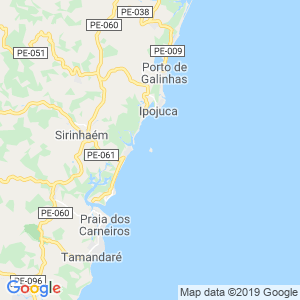 PE-038
PE-060
PE-009
PE-051
Porto de
Galinhas
Ipojuca
Sirinhaém
PE-061
PE-060
Praia dos
Carneiros
Tamandaré
PE-096
Google
Map data ©2019 Google